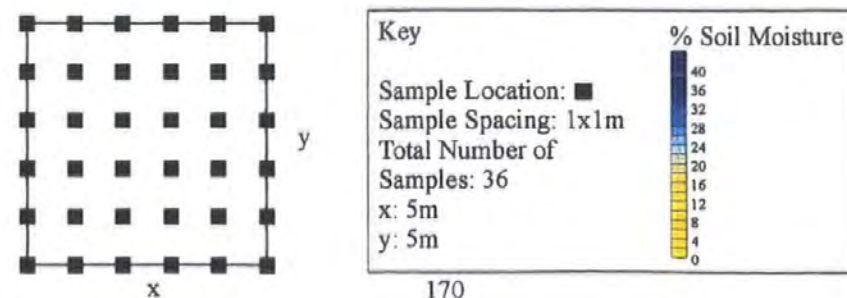 y
x
Key
Sample Location:
Sample Spacing: 1x1m
Total Number of
Samples: 36
x: 5m
y: 5m
% Soil Moisture
40
36
32
28
24
20
16
12
8
4
0
170